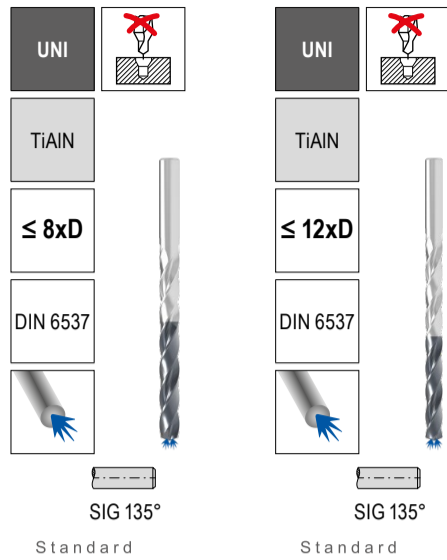 UNI
TiAlN
≤ 8xD
DIN 6537
SIG 135°
Standard
UNI
TiAlN
≤ 12xD
DIN 6537
SIG 135°
Standard